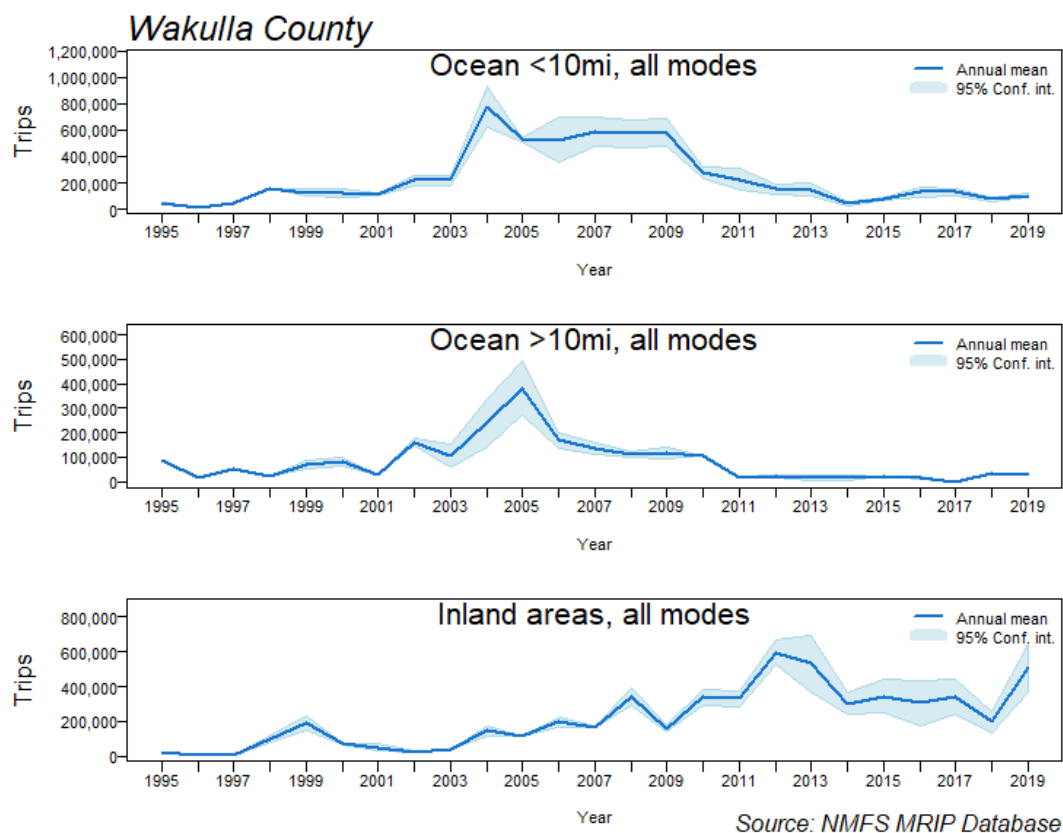 Wakulla County
Ocean <10mi, all modes
Annual mean
95% Conf. int.
Trips
1,200,000
1,000,000
800,000
600,000
400,000
200,000
0
1995 1997 1999 2001 2003 2005 2007 2009 2011 2013 2015 2017 2019
Year
Ocean >10mi, all modes
Annual mean
95% Conf. int.
Trips
600,000
500,000
400,000
300,000
200,000
100,000
0
1995 1997 1999 2001 2003 2005 2007 2009 2011 2013 2015 2017 2019
Year
Inland areas, all modes
Annual mean
95% Conf. int.
Trips
800,000
600,000
400,000
200,000
0
1995 1997 1999 2001 2003 2005 2007 2009 2011 2013 2015 2017 2019
Year
Source: NMFS MRIP Database